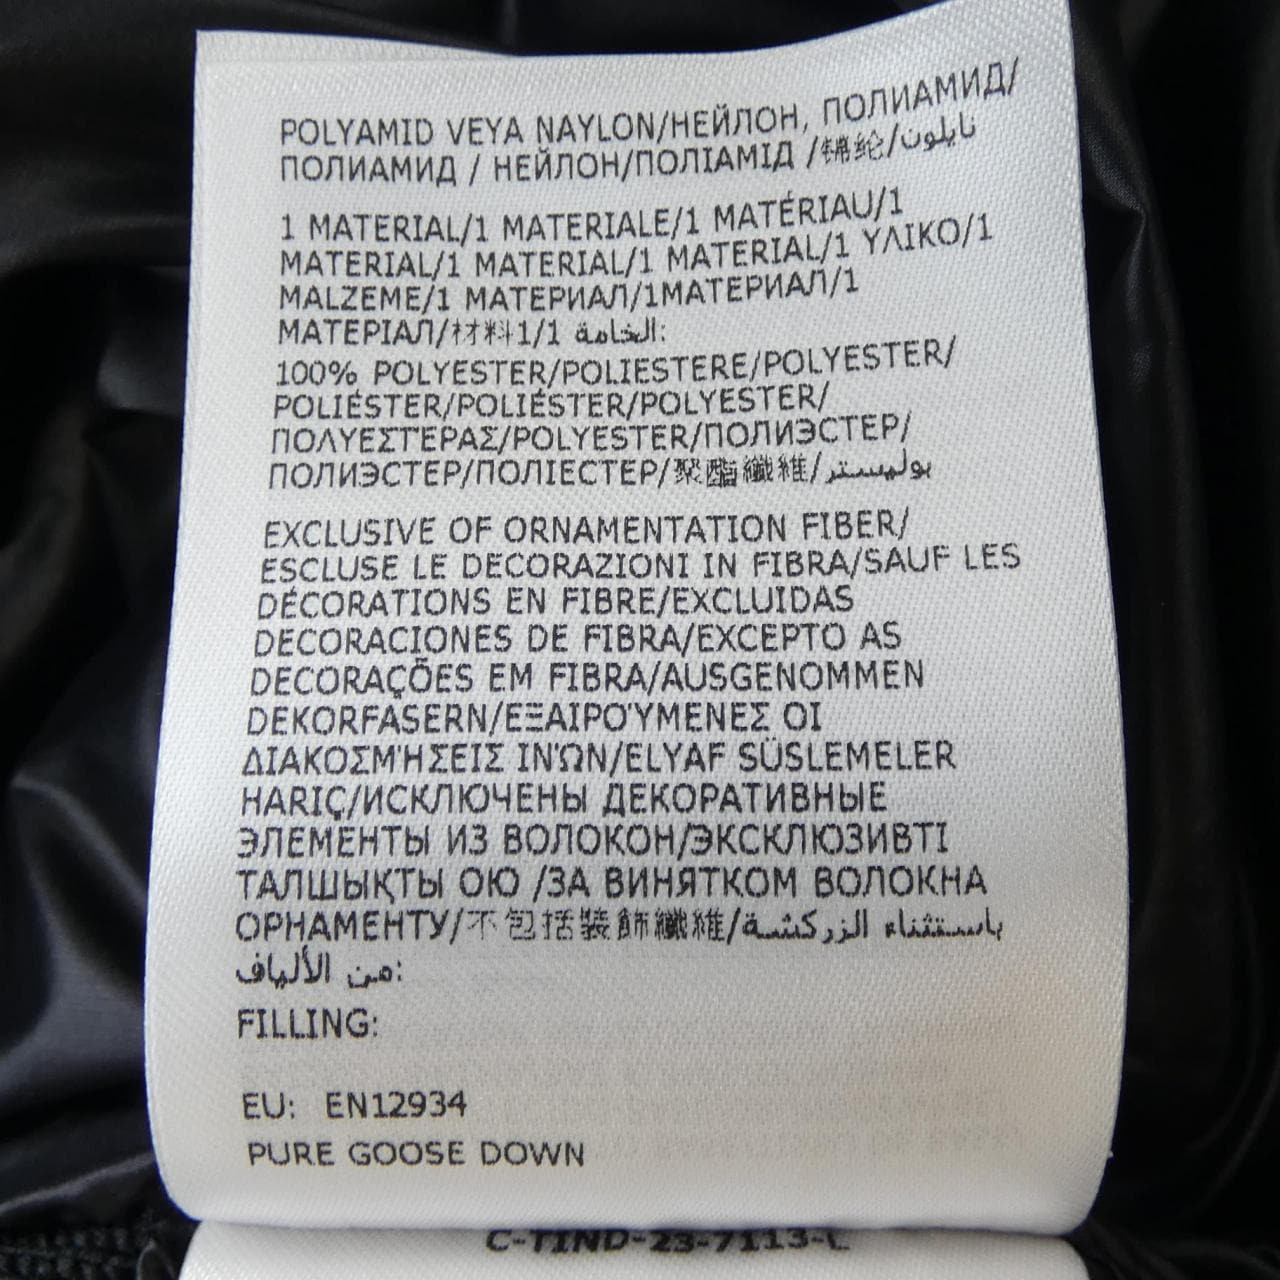 POLYAMID VEYA NAYLON/НЕЙЛОН, ПОЛИАМИД/
ПОЛИАМИД / НЕЙЛОН/ПОЛІАМІД /锦纶/نايلون
1 MATERIAL/1 MATERIALE/1 MATÉRIAU/1
MATERIAL/1 MATERIAL/1 MATERIAL/1 ΥΛΙΚΟ/1
MALZEME/1 МАТЕРИАЛ/1МАТЕРИАЛ/1
МАТЕРІАЛ/材料1/1 الخامة:
100% POLYESTER/POLIESTERE/POLYESTER/
POLIÉSTER/POLIÉSTER/POLYESTER/
ΠΟΛΥΕΣΤΈΡΑΣ/POLYESTER/ПОЛИЭСТЕР/
ПОЛИЭСТЕР/ПОЛІЕСТЕР/聚酯纖維/بوليستر
EXCLUSIVE OF ORNAMENTATION FIBER/
ESCLUSE LE DECORAZIONI IN FIBRA/SAUF LES
DÉCORATIONS EN FIBRE/EXCLUIDAS
DECORACIONES DE FIBRA/EXCEPTO AS
DECORAÇÕES EM FIBRA/AUSGENOMMEN
DEKORFASERN/ΕΞΑΙΡΟΎΜΕΝΕΣ ΟΙ
ΔΙΑΚΟΣΜΉΣΕΙΣ ΙΝΏΝ/ELYAF SÜSLEMELER
HARIÇ/ИСКЛЮЧЕНЫ ДЕКОРАТИВНЫЕ
ЭЛЕМЕНТЫ ИЗ ВОЛОКОН/ЭКСКЛЮЗИВТІ
ТАЛШЫҚТЫ ОЮ /ЗА ВИНЯТКОМ ВОЛОКНА
ОРНАМЕНТУ/不包括裝飾纖維/باستثناء الزركشة
من الألياف:
FILLING:
EU: EN12934
PURE GOOSE DOWN